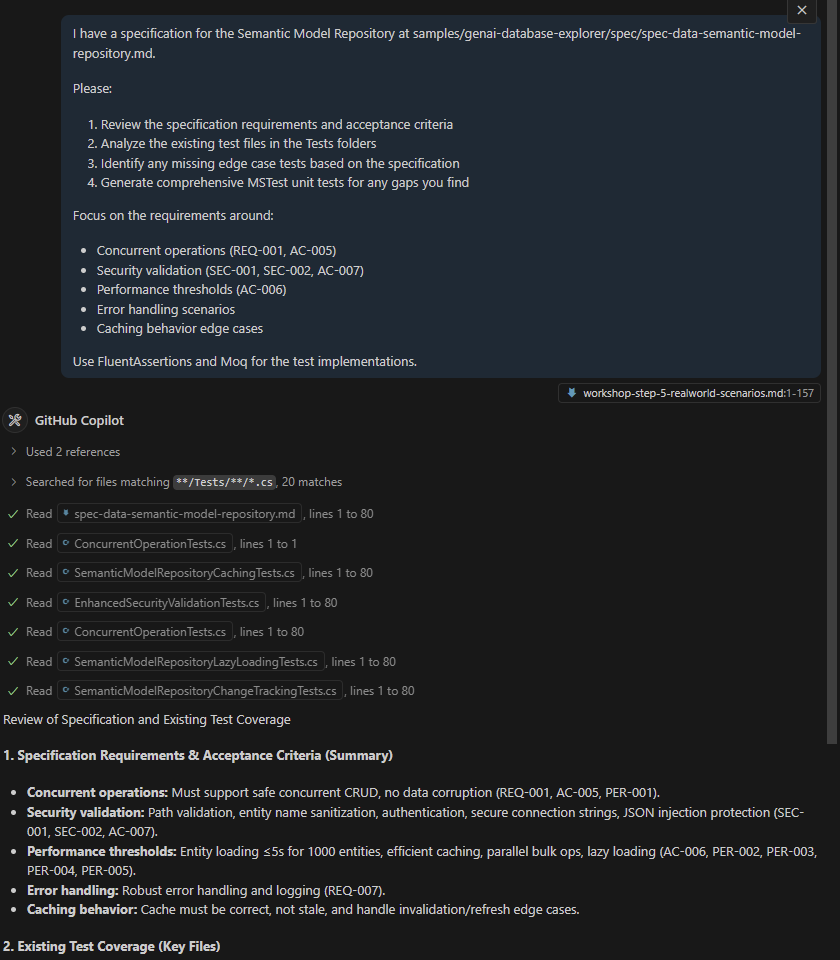 I have a specification for the Semantic Model Repository at samples/genai-database-explorer/spec/spec-data-semantic-model-
repository.md.
Please:
1. Review the specification requirements and acceptance criteria
2. Analyze the existing test files in the Tests folders
3. Identify any missing edge case tests based on the specification
4. Generate comprehensive MSTest unit tests for any gaps you find
Focus on the requirements around:
• Concurrent operations (REQ-001, AC-005)
• Security validation (SEC-001, SEC-002, AC-007)
• Performance thresholds (AC-006)
• Error handling scenarios
• Caching behavior edge cases
Use FluentAssertions and Moq for the test implementations.
workshop-step-5-realworld-scenarios.md:1-157
GitHub Copilot
Used 2 references
Searched for files matching **/Tests/**/*.cs, 20 matches
Read spec-data-semantic-model-repository.md, lines 1 to 80
Read ConcurrentOperationTests.cs, lines 1 to 1
Read SemanticModelRepositoryCachingTests.cs, lines 1 to 80
Read EnhancedSecurityValidationTests.cs, lines 1 to 80
Read ConcurrentOperationTests.cs, lines 1 to 80
Read SemanticModelRepositoryLazyLoadingTests.cs, lines 1 to 80
Read SemanticModelRepositoryChangeTrackingTests.cs, lines 1 to 80
Review of Specification and Existing Test Coverage
1. Specification Requirements & Acceptance Criteria (Summary)
• Concurrent operations: Must support safe concurrent CRUD, no data corruption (REQ-001, AC-005, PER-001).
• Security validation: Path validation, entity name sanitization, authentication, secure connection strings, JSON injection protection (SEC-
001, SEC-002, AC-007).
• Performance thresholds: Entity loading ≤5s for 1000 entities, efficient caching, parallel bulk ops, lazy loading (AC-006, PER-002, PER-003,
PER-004, PER-005).
• Error handling: Robust error handling and logging (REQ-007).
• Caching behavior: Cache must be correct, not stale, and handle invalidation/refresh edge cases.
2. Existing Test Coverage (Key Files)